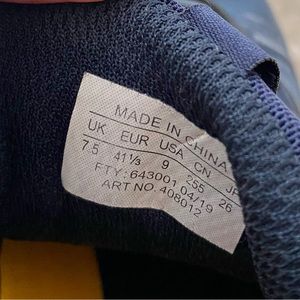 MADE IN CHINA
UK EUR USA CN JP
7.5 41⅓ 9 255 26
FTY: 643001 04/19
ART NO. 408012